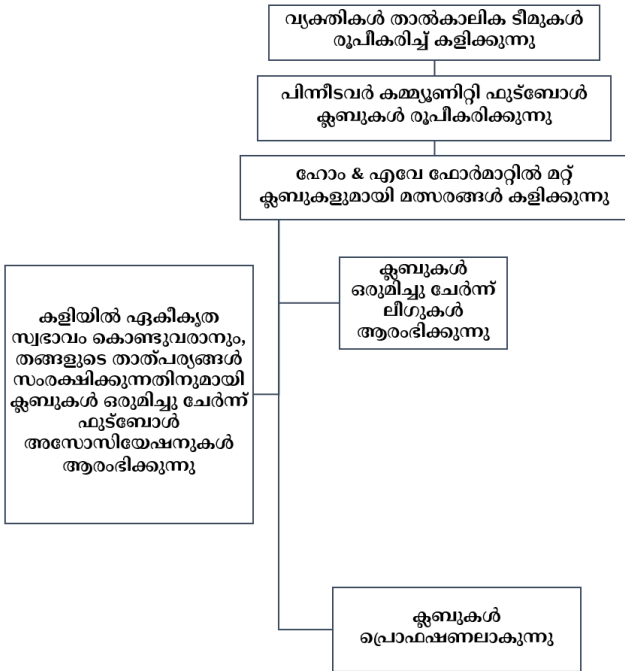 വ്യക്തികൾ താൽകാലിക ടീമുകൾ
രൂപീകരിച്ച് കളിക്കുന്നു
പിന്നീടവർ കമ്മ്യൂണിറ്റി ഫുട്ബോൾ
ക്ലബുകൾ രൂപീകരിക്കുന്നു
ഹോം & എവേ ഫോർമാറ്റിൽ മറ്റ്
ക്ലബുകളുമായി മത്സരങ്ങൾ കളിക്കുന്നു
ക്ലബുകൾ
ഒരുമിച്ചു ചേർന്ന്
ലീഗുകൾ
ആരംഭിക്കുന്നു
കളിയിൽ ഏകീകൃത
സ്വഭാവം കൊണ്ടുവരാനും,
തങ്ങളുടെ താത്പര്യങ്ങൾ
സംരക്ഷിക്കുന്നതിനുമായി
ക്ലബുകൾ ഒരുമിച്ചു ചേർന്ന്
ഫുട്ബോൾ
അസോസിയേഷനുകൾ
ആരംഭിക്കുന്നു
ക്ലബുകൾ
പ്രൊഫഷണലാകുന്നു